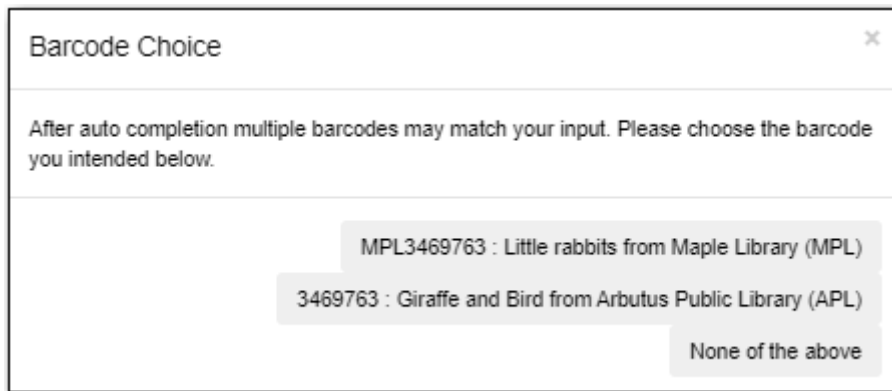 Barcode Choice
×
After auto completion multiple barcodes may match your input. Please choose the barcode
you intended below.
MPL3469763 : Little rabbits from Maple Library (MPL)
3469763 : Giraffe and Bird from Arbutus Public Library (APL)
None of the above